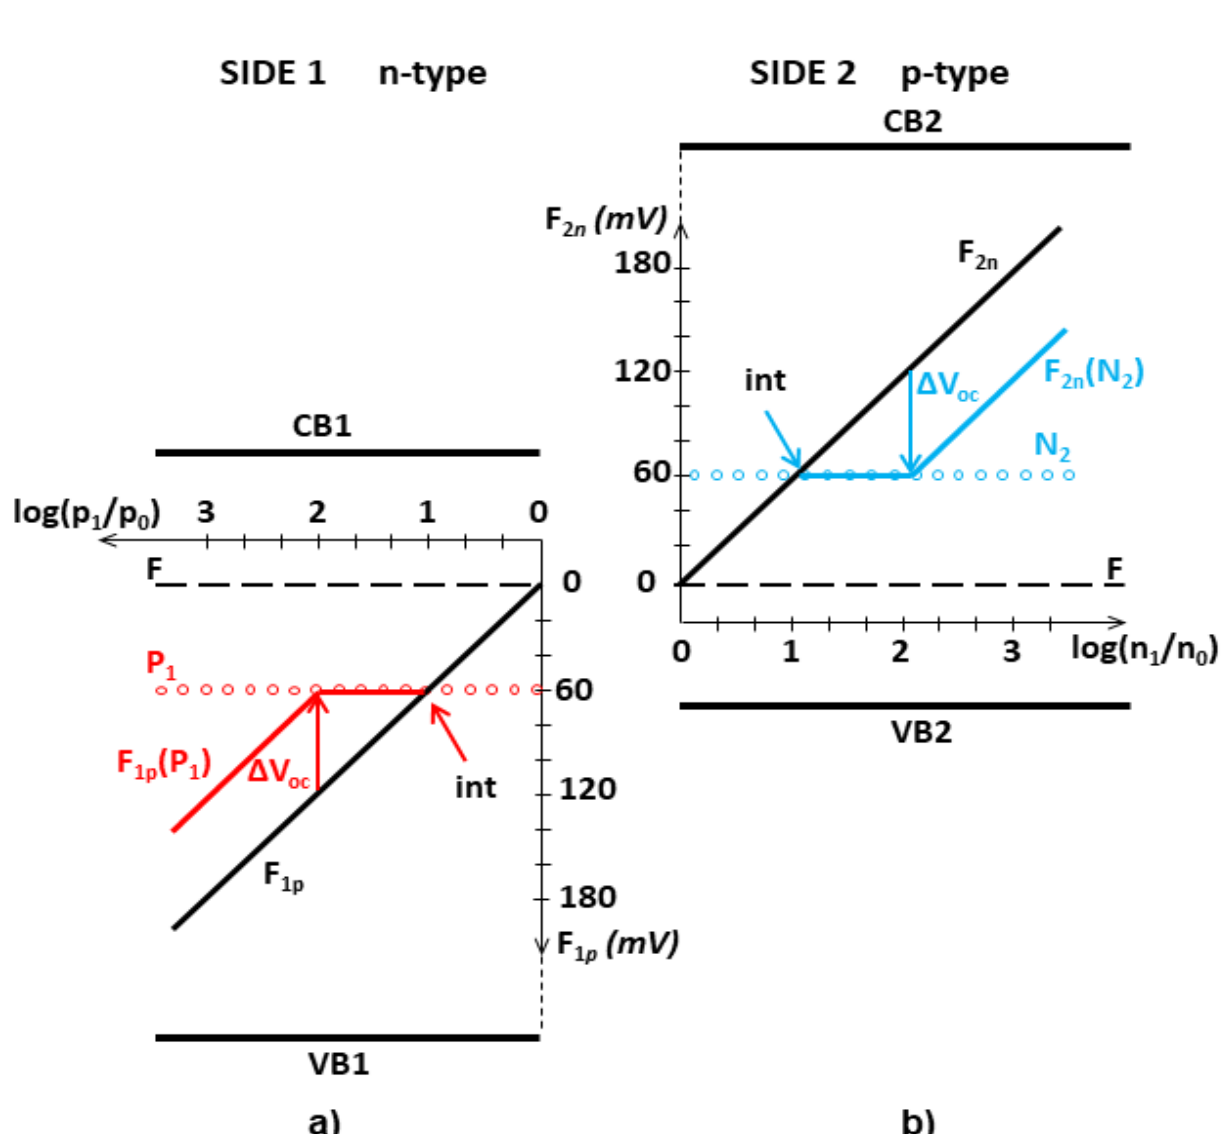 SIDE 1 n-type
SIDE 2 p-type
CB2
F2n (mV)
180
F2n
120
int
ΔVoc
F2n(N2)
N2
60
CB1
log(p1/p0) 3 2 1 0
F
0
0
F
0 1 2 3 log(n1/n0)
P1
60
VB2
F1p(P1)
ΔVoc
int
120
F1p
180
F1p (mV)
VB1
a)
b)